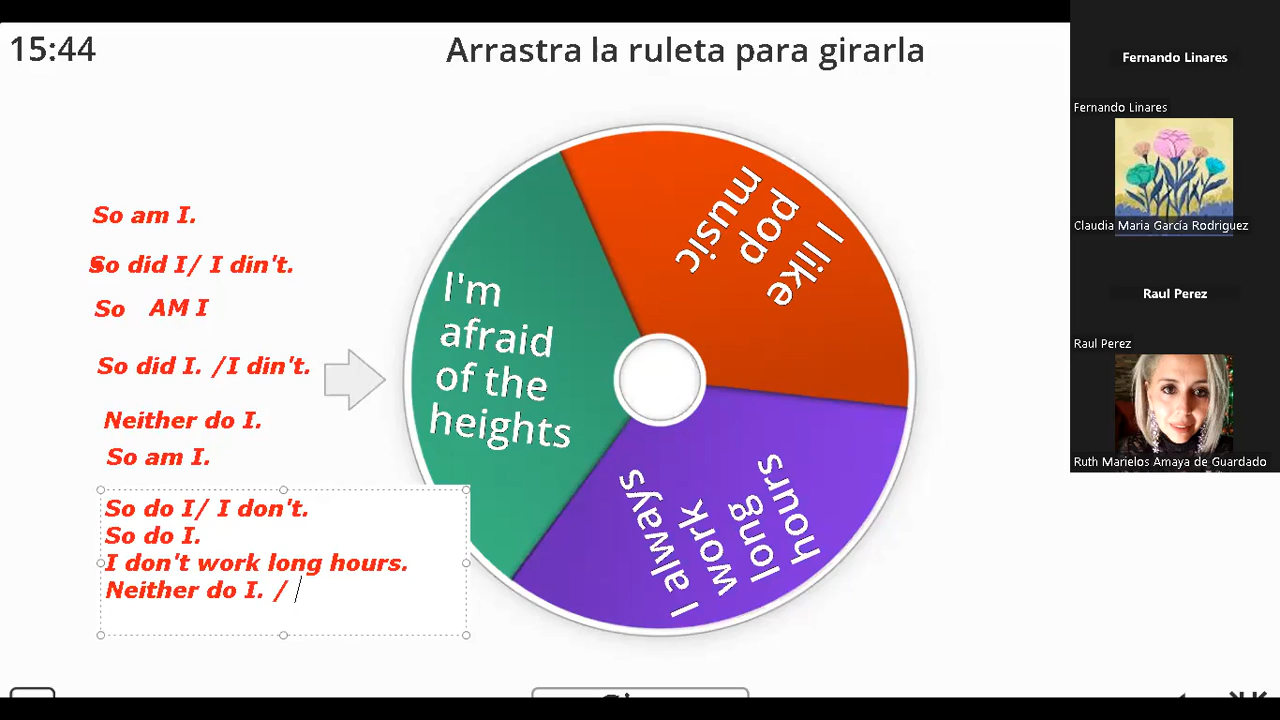 15:44
Arrastra la ruleta para girarla
So am I.
So did I/ I din't.
So AM I
So did I. /I din't.
Neither do I.
So am I.
So do I/ I don't.
So do I.
I don't work long hours.
Neither do I. /
I'm
afraid
of the
heights
I like
pop
music
I always
work
long
hours
Fernando Linares
Fernando Linares
Claudia Maria García Rodriguez
Raul Perez
Raul Perez
Ruth Marielos Amaya de Guardado